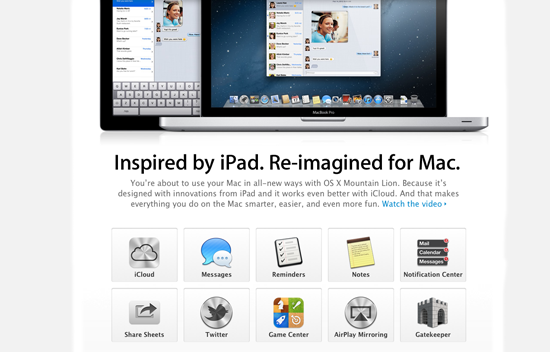 MacBook Pro
Inspired by iPad. Re-imagined for Mac.
You're about to use your Mac in all-new ways with OS X Mountain Lion. Because it's
designed with innovations from iPad and it works even better with iCloud. And that makes
everything you do on the Mac smarter, easier, and even more fun. Watch the video
iCloud
Messages
Reminders
Notes
Mail
Calendar
Messages
Notification Center
Share Sheets
Twitter
Game Center
AirPlay Mirroring
Gatekeeper